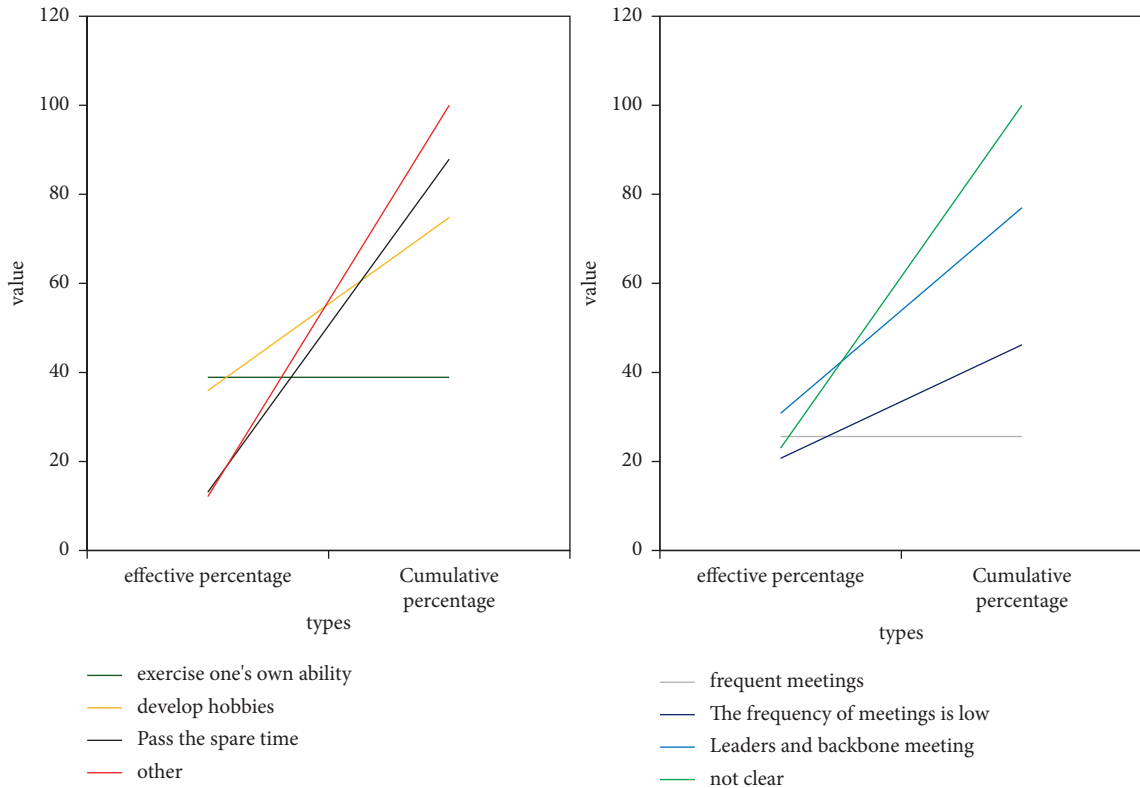 120
100
80
60
40
20
0
value
effective percentage
Cumulative
percentage
types
exercise one's own ability
develop hobbies
Pass the spare time
other
120
100
80
60
40
20
0
value
effective percentage
Cumulative
percentage
types
frequent meetings
The frequency of meetings is low
Leaders and backbone meeting
not clear